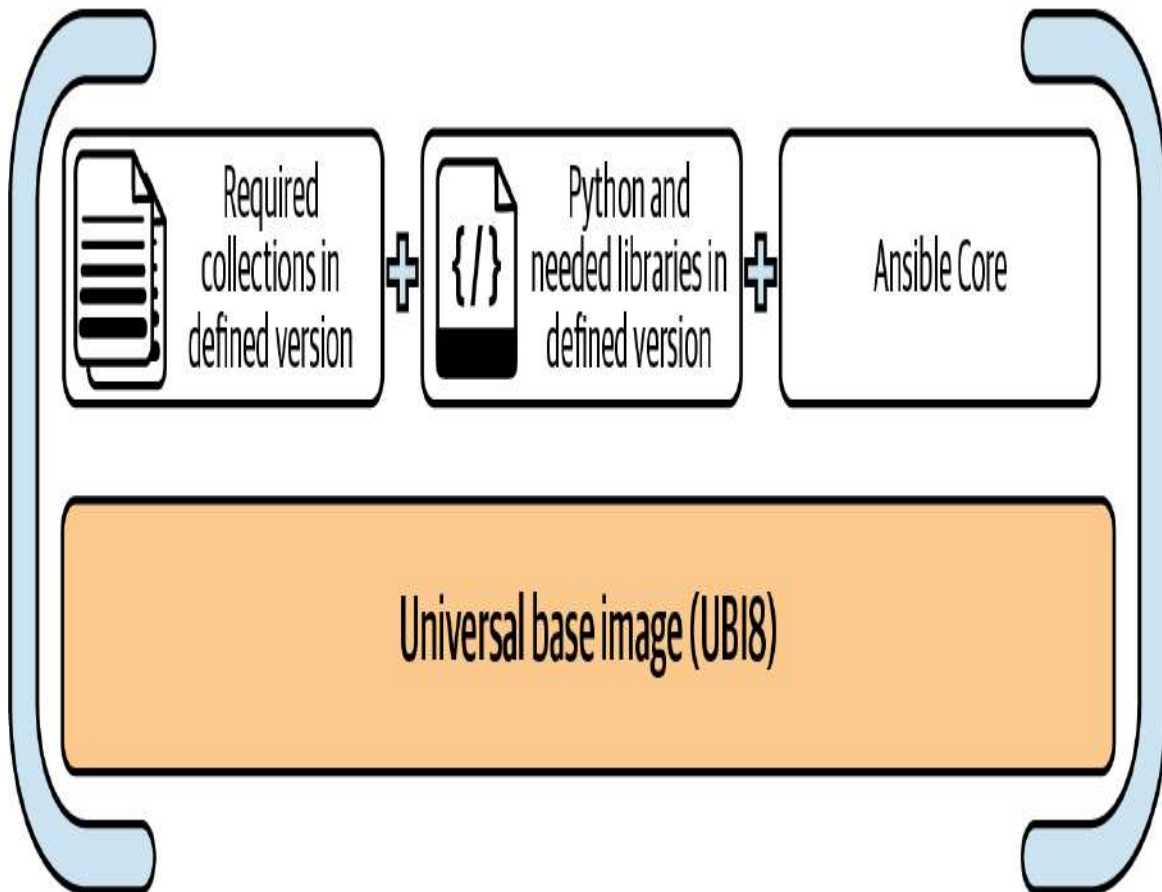 Required
collections in
defined version
{/}
Python and
needed libraries in
defined version
Ansible Core
Universal base image (UBI8)